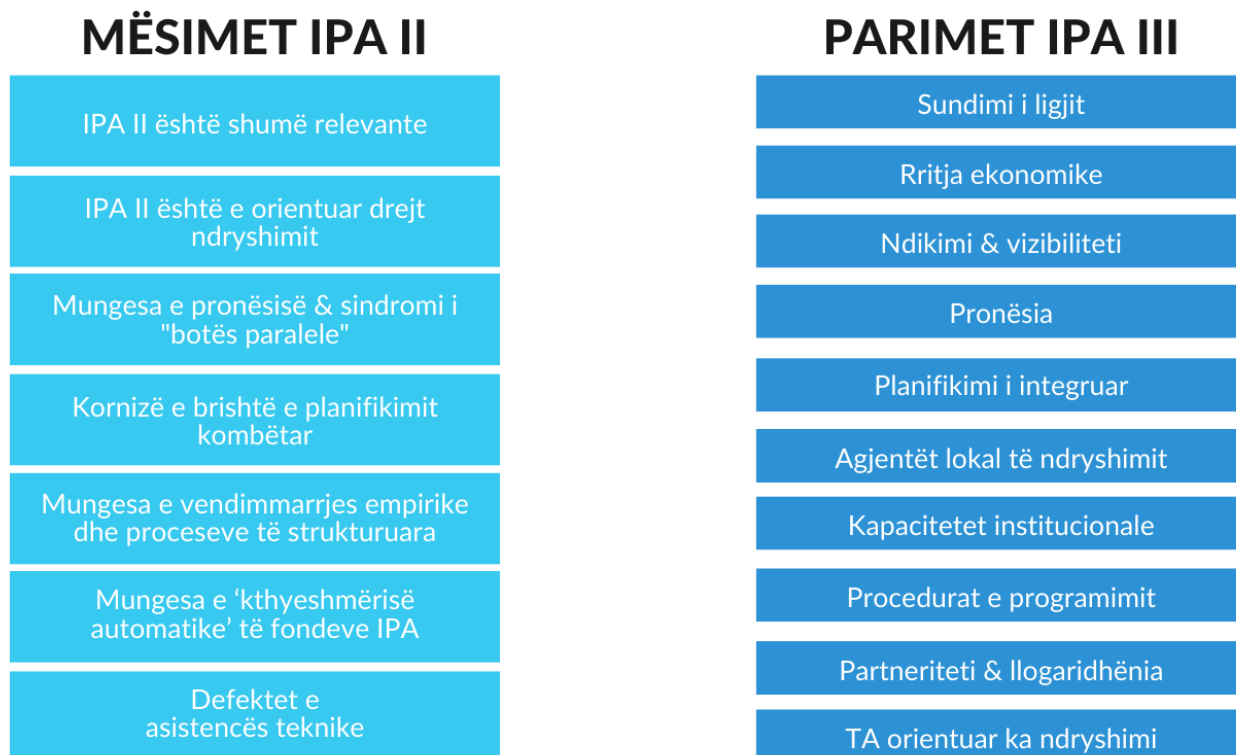 MËSIMET IPA II
IPA II është shumë relevante
IPA II është e orientuar drejt
ndryshimit
Mungesa e pronësisë & sindromi i
"botës paralele"
Kornizë e brishtë e planifikimit
kombëtar
Mungesa e vendimmarrjes empirike
dhe proceseve të strukturuara
Mungesa e ‘kthyeshmërisë
automatike’ të fondeve IPA
Defektet e
asistencës teknike
PARIMET IPA III
Sundimi i ligjit
Rritja ekonomike
Ndikimi & vizibiliteti
Pronësia
Planifikimi i integruar
Agjentët lokal të ndryshimit
Kapacitetet institucionale
Procedurat e programimit
Partneriteti & llogaridhënia
TA orientuar ka ndryshimi